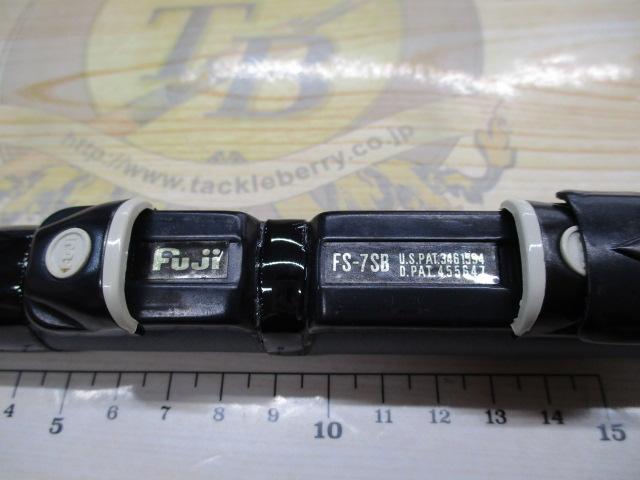 TB
http://www.tackleberry.co.jp
Fuji
FS-7SB
U.S.PAT.3461594
D.PAT.455647
4 5 6 7 8 9 10 11 12 13 14 15